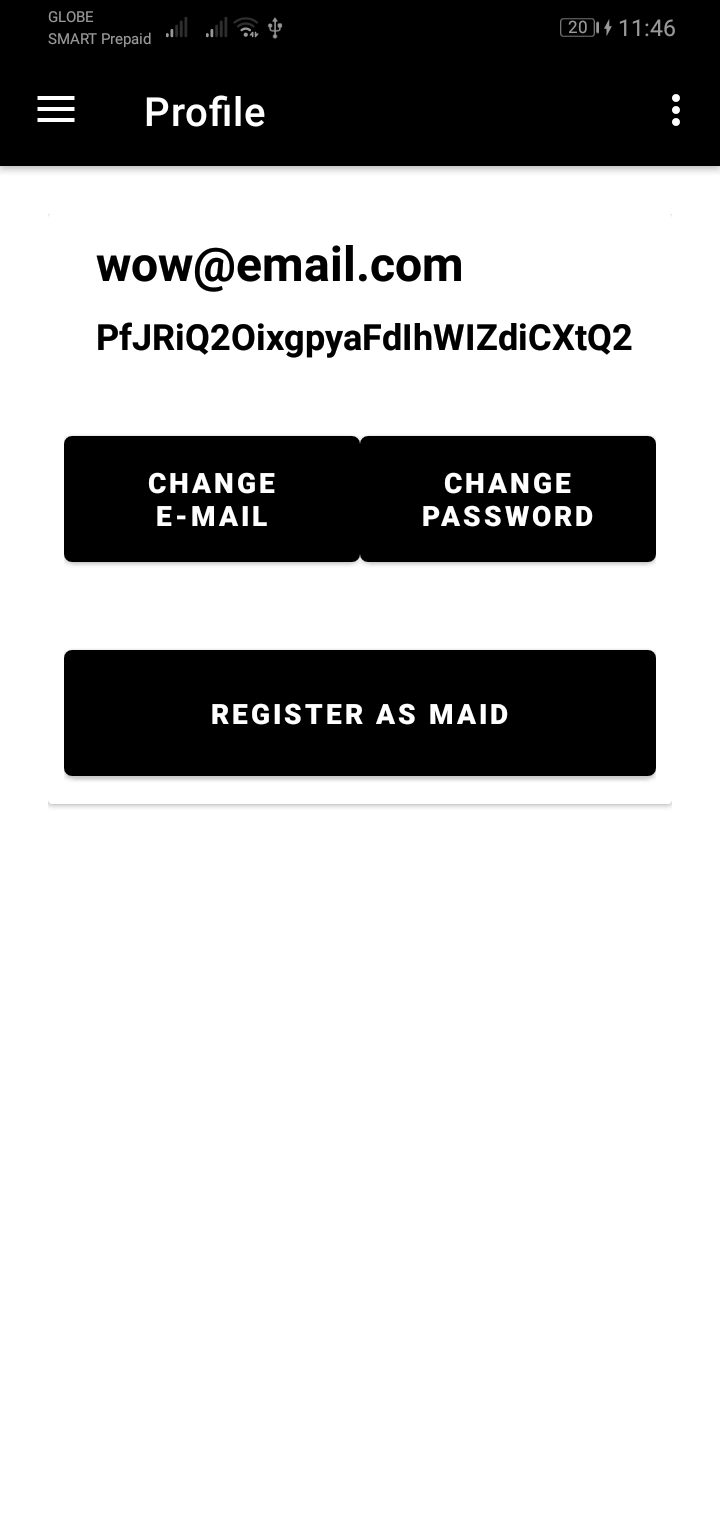 GLOBE
SMART Prepaid
20
11:46
Profile
wow@email.com
PfJRiQ2OixgpyaFdIhWIZdiCXtQ2
CHANGE
E-MAIL
CHANGE
PASSWORD
REGISTER AS MAID